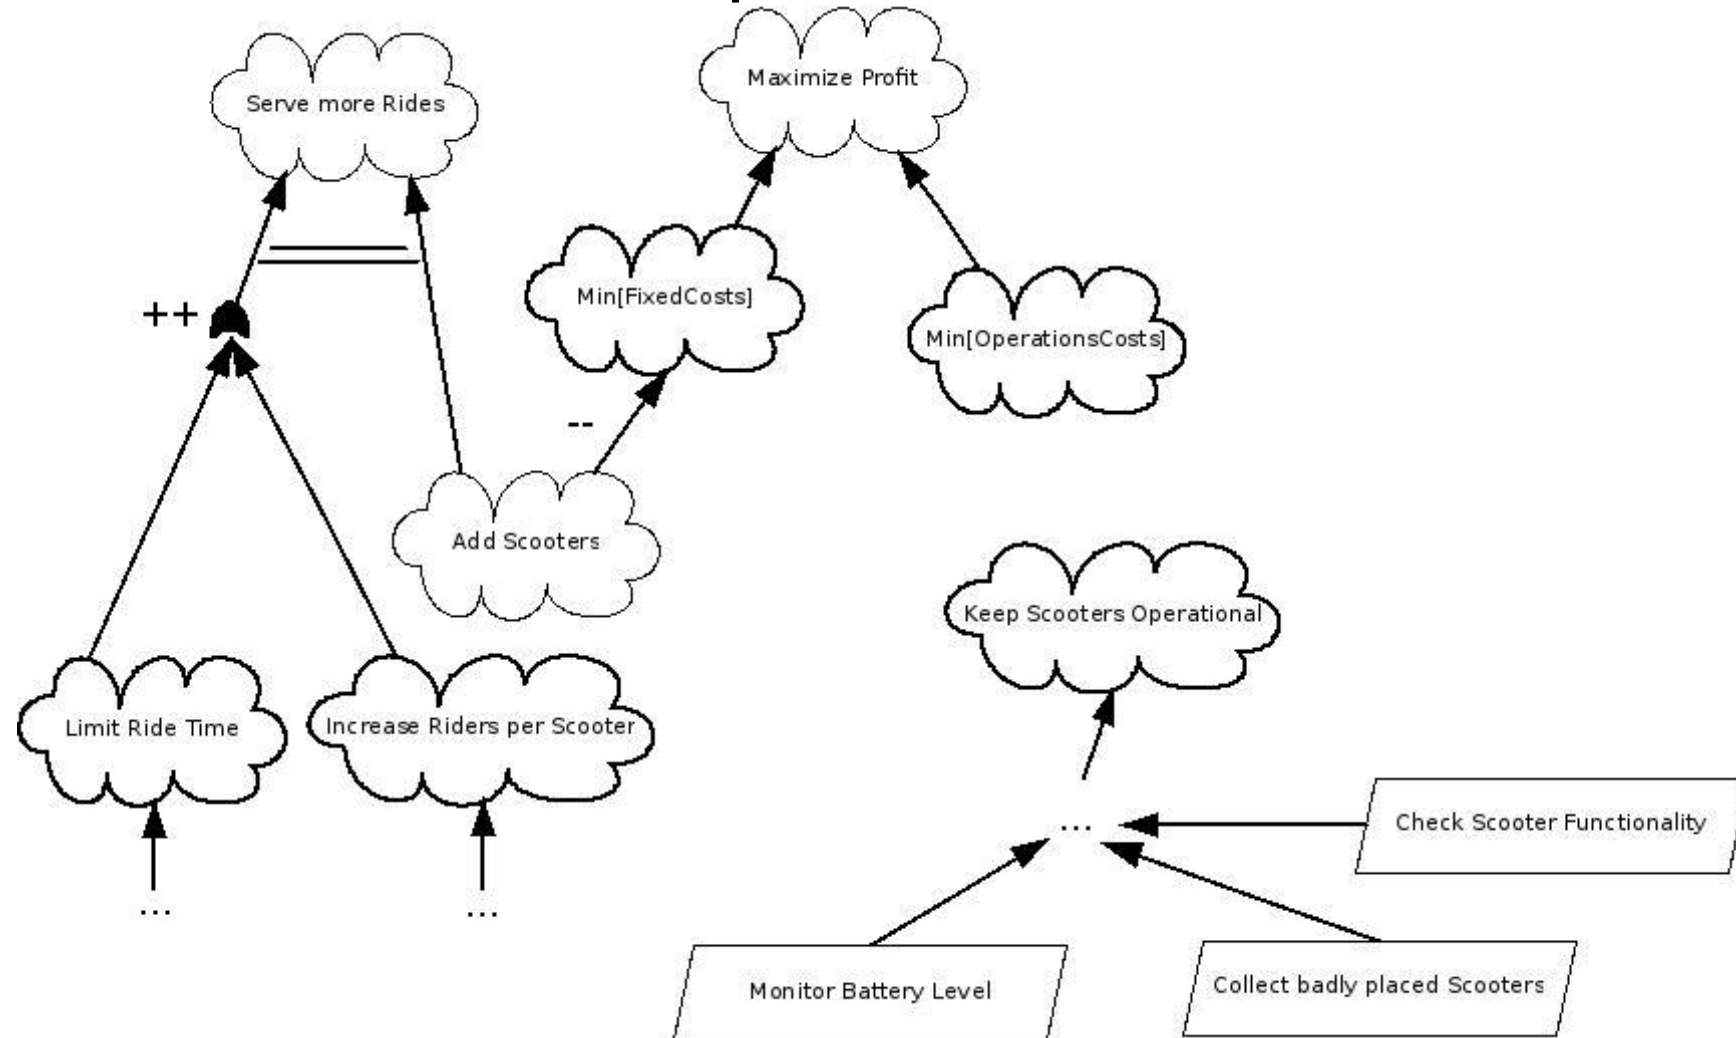 Maximize Profit
Serve more Rides
Min[FixedCosts]
++
Min[OperationsCosts]
--
Add Scooters
Keep Scooters Operational
Limit Ride Time
Increase Riders per Scooter
Check Scooter Functionality
...
...
...
Collect badly placed Scooters
Monitor Battery Level